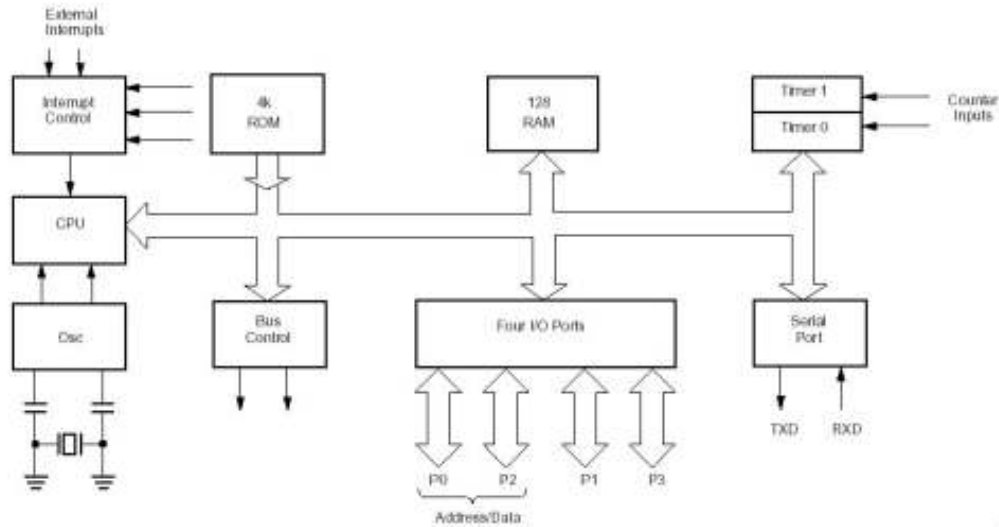 External
Interrupts
Interrupt
Control
4k
ROM
128
RAM
Timer 1
Timer 0
Counter
Inputs
CPU
Osc
Bus
Control
Four I/O Ports
Serial
Port
TXD
RXD
P0
P2
P1
P3
Address/Data